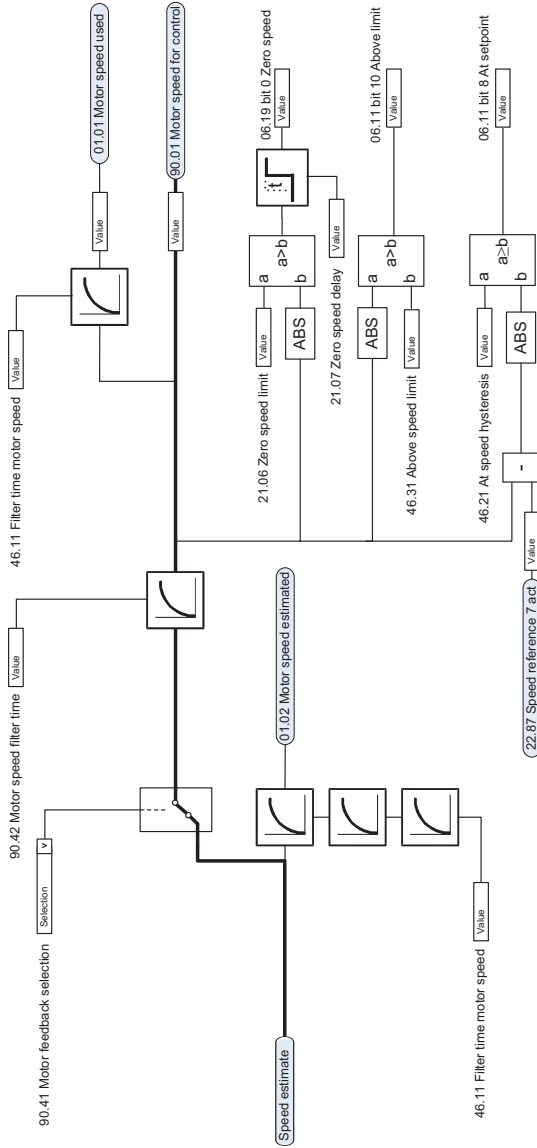 90.41 Motor feedback selection
Selection
v
90.42 Motor speed filter time
Value
46.11 Filter time motor speed
Value
Value
01.01 Motor speed used
Value
90.01 Motor speed for control
Speed estimate
01.02 Motor speed estimated
46.11 Filter time motor speed
Value
21.06 Zero speed limit
Value
a
a>b
b
ABS
t
Value
06.19 bit 0 Zero speed
21.07 Zero speed delay
Value
ABS
a
a>b
b
46.31 Above speed limit
Value
Value
06.11 bit 10 Above limit
46.21 At speed hysteresis
Value
a
a≥b
b
ABS
-
Value
06.11 bit 8 At setpoint
22.87 Speed reference 7 act
Value